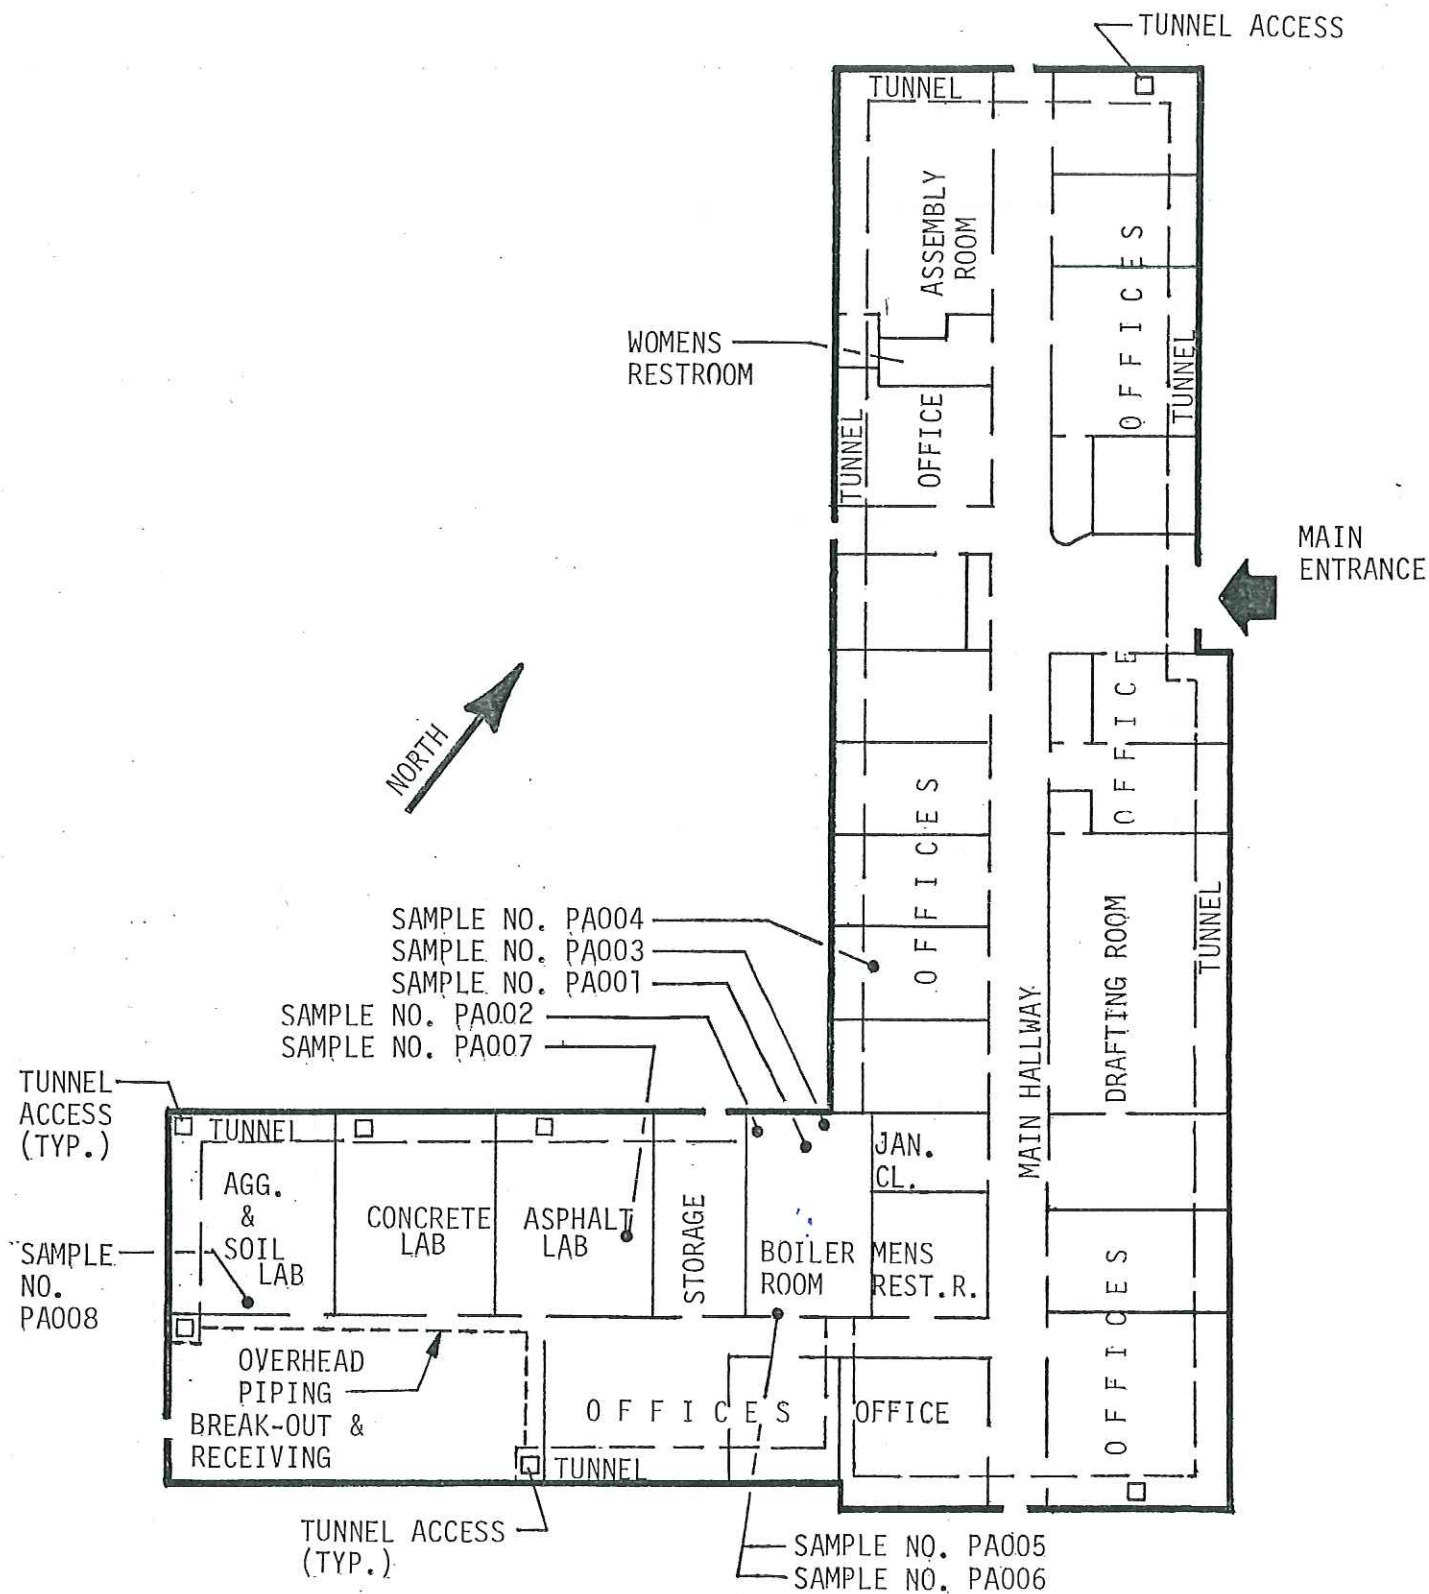 TUNNEL ACCESS
TUNNEL
ASSEMBLY
ROOM
OFFICES
WOMENS
RESTROOM
TUNNEL
TUNNEL
OFFICE
MAIN
ENTRANCE
NORTH
OFFICE
OFFICES
TUNNEL
DRAFTING ROOM
MAIN HALLWAY
SAMPLE NO. PA004
SAMPLE NO. PA003
SAMPLE NO. PA001
SAMPLE NO. PA002
SAMPLE NO. PA007
TUNNEL
ACCESS
(TYP.)
TUNNEL
JAN.
CL.
AGG.
&
SOIL
LAB
CONCRETE
LAB
ASPHALT
LAB
STORAGE
BOILER
ROOM
MENS
REST.R.
SAMPLE
NO.
PA008
OFFICES
OVERHEAD
PIPING
BREAK-OUT &
RECEIVING
OFFICES
OFFICE
TUNNEL
TUNNEL ACCESS
(TYP.)
SAMPLE NO. PA005
SAMPLE NO. PA006